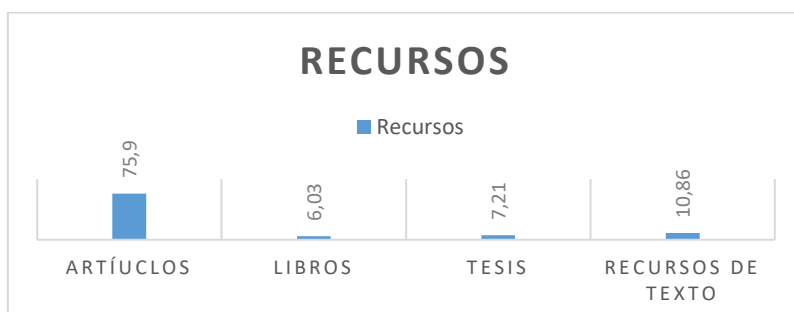 RECURSOS
Recursos
75,9
6,03
7,21
10,86
ARTÍUCLOS
LIBROS
TESIS
RECURSOS DE
TEXTO